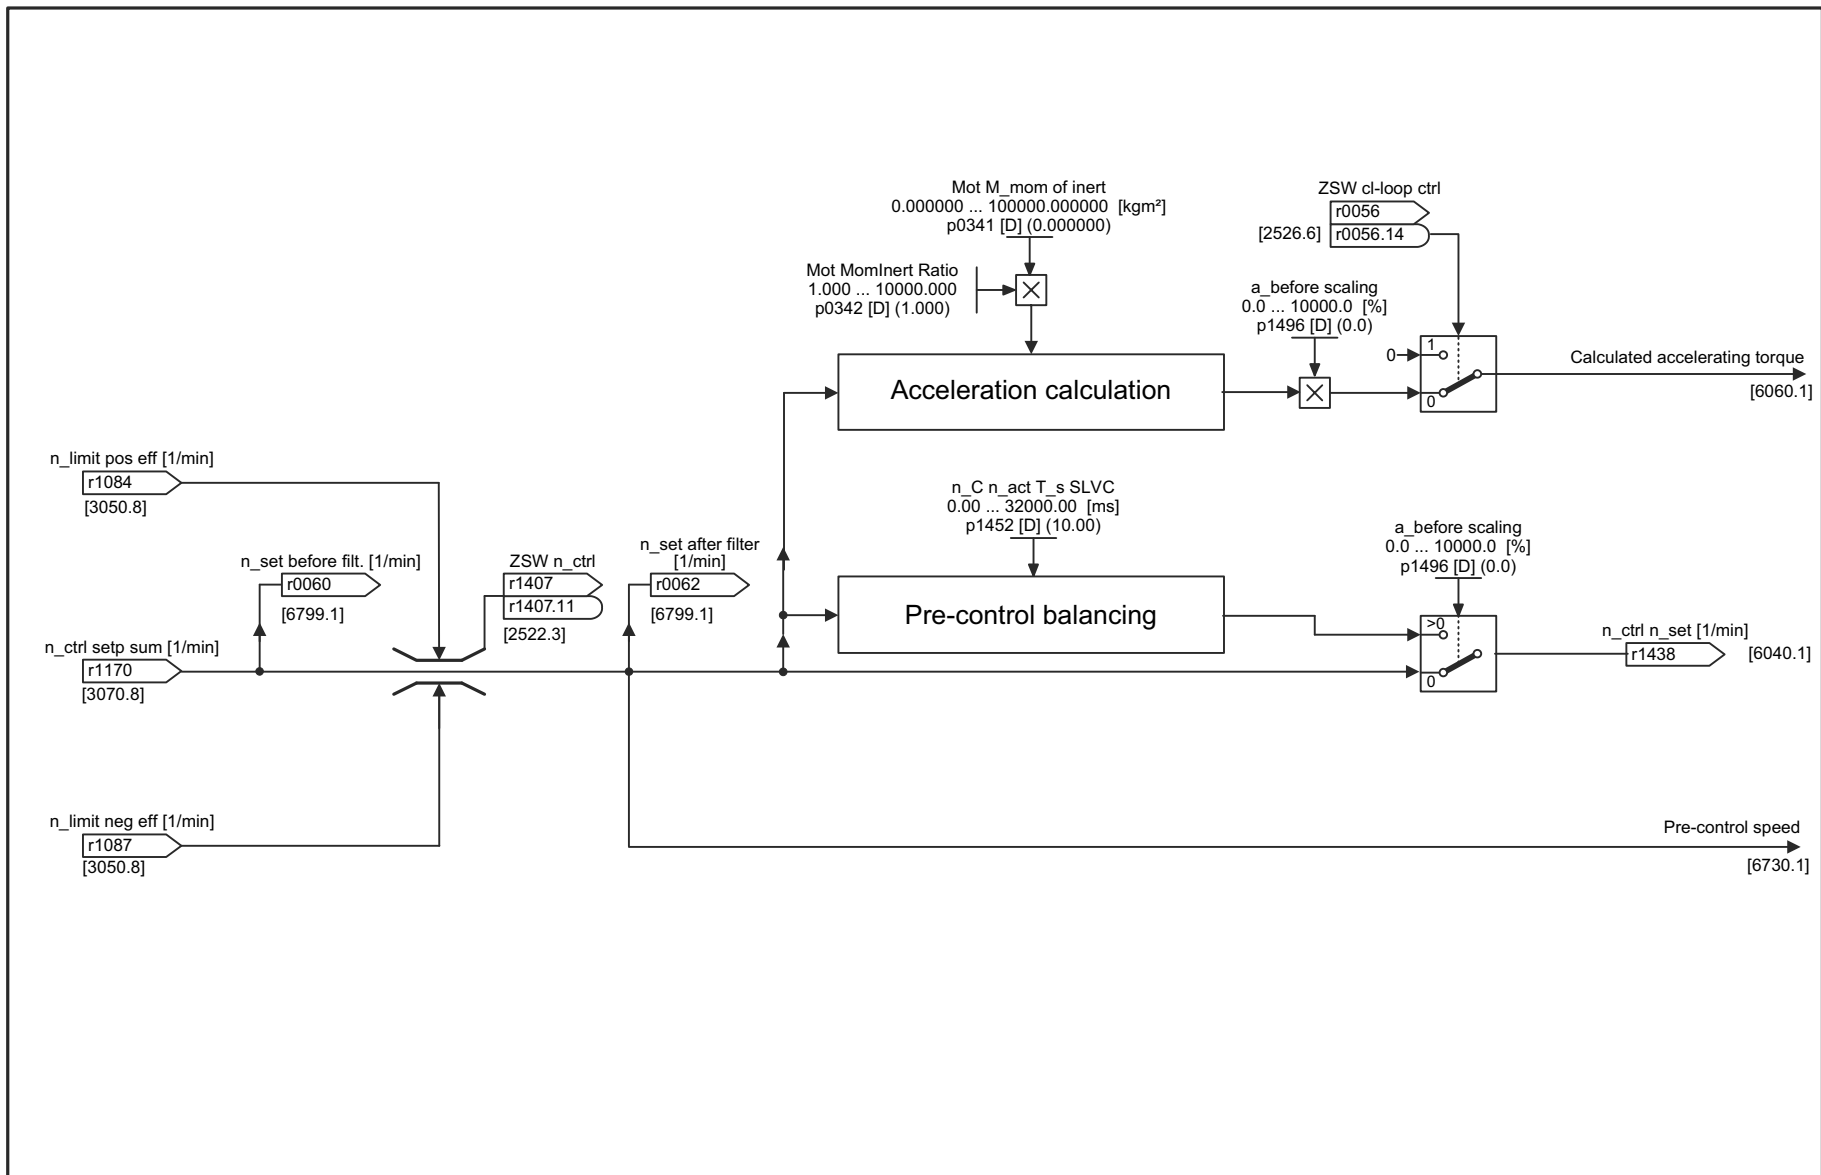 Mot M_mom of inert
0.000000 ... 100000.000000 [kgm²]
p0341 [D] (0.000000)
ZSW cl-loop ctrl
r0056
[2526.6]
r0056.14
Mot MomInert Ratio
1.000 ... 10000.000
p0342 [D] (1.000)
a_before scaling
0.0 ... 10000.0 [%]
p1496 [D] (0.0)
1
0
0
Acceleration calculation
Calculated accelerating torque
[6060.1]
n_limit pos eff [1/min]
r1084
[3050.8]
n_C n_act T_s SLVC
0.00 ... 32000.00 [ms]
p1452 [D] (10.00)
n_set before filt. [1/min]
r0060
[6799.1]
ZSW n_ctrl
r1407
r1407.11
[2522.3]
n_set after filter
[1/min]
r0062
[6799.1]
a_before scaling
0.0 ... 10000.0 [%]
p1496 [D] (0.0)
Pre-control balancing
>0
0
n_ctrl n_set [1/min]
r1438
[6040.1]
n_ctrl setp sum [1/min]
r1170
[3070.8]
n_limit neg eff [1/min]
r1087
[3050.8]
Pre-control speed
[6730.1]